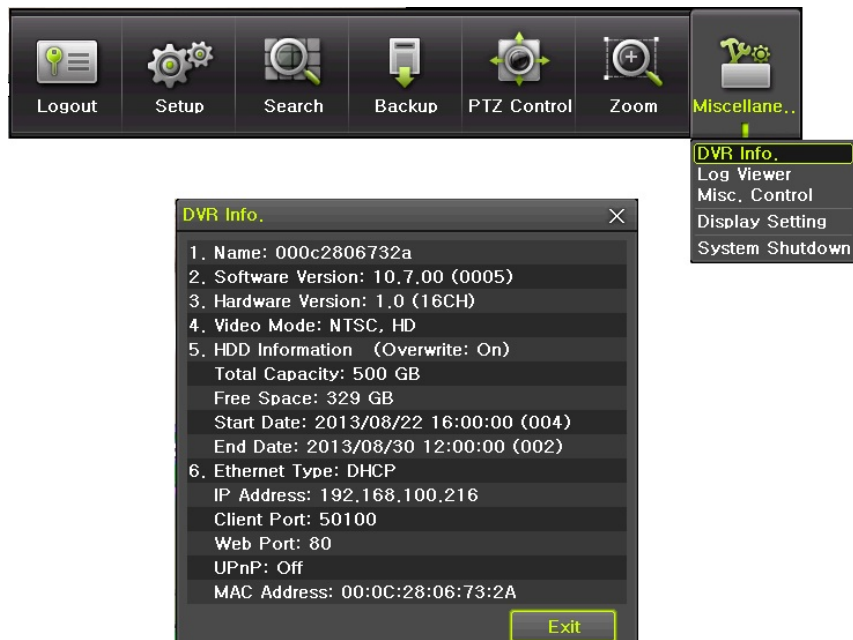 Logout Setup Search Backup PTZ Control Zoom Miscellane..
DVR Info.
Log Viewer
Misc. Control
Display Setting
System Shutdown
DVR Info.
1. Name: 000c2806732a
2. Software Version: 10.7.00 (0005)
3. Hardware Version: 1.0 (16CH)
4. Video Mode: NTSC, HD
5. HDD Information (Overwrite: On)
Total Capacity: 500 GB
Free Space: 329 GB
Start Date: 2013/08/22 16:00:00 (004)
End Date: 2013/08/30 12:00:00 (002)
6. Ethernet Type: DHCP
IP Address: 192.168.100.216
Client Port: 50100
Web Port: 80
UPnP: Off
MAC Address: 00:0C:28:06:73:2A
Exit